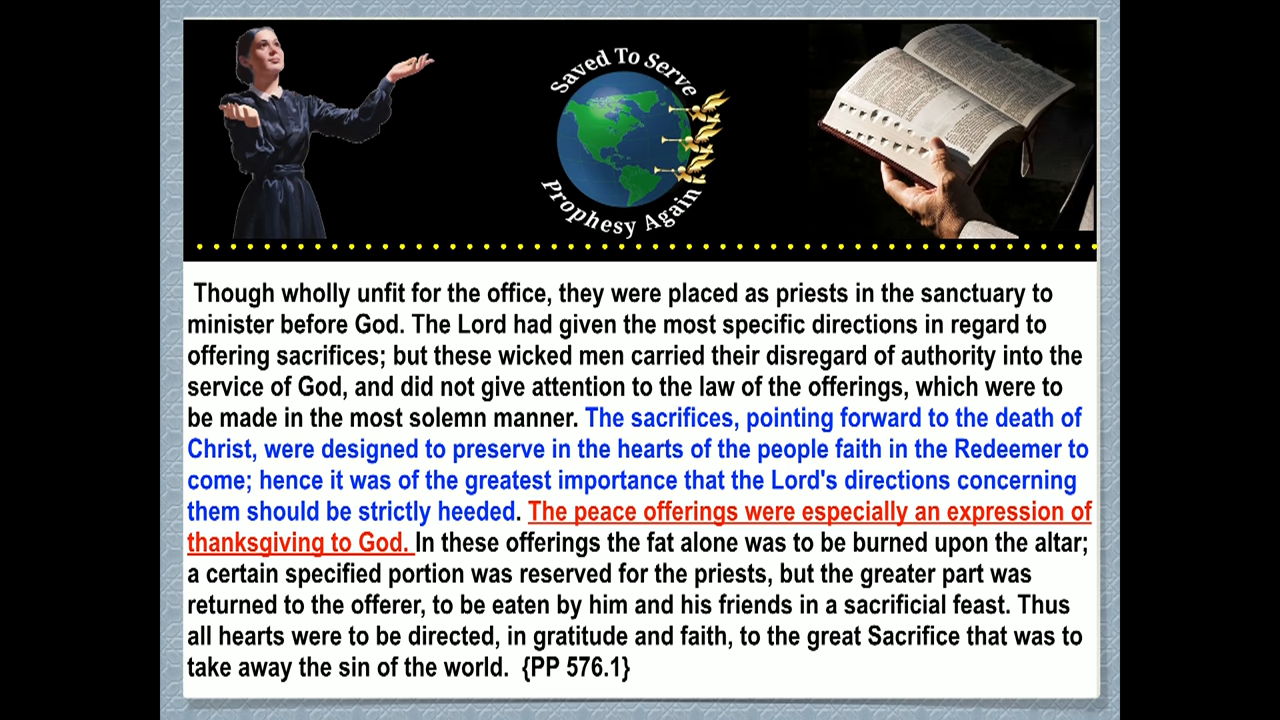 Saved To Serve
Prophesy Again
Though wholly unfit for the office, they were placed as priests in the sanctuary to
minister before God. The Lord had given the most specific directions in regard to
offering sacrifices; but these wicked men carried their disregard of authority into the
service of God, and did not give attention to the law of the offerings, which were to
be made in the most solemn manner. The sacrifices, pointing forward to the death of
Christ, were designed to preserve in the hearts of the people faith in the Redeemer to
come; hence it was of the greatest importance that the Lord's directions concerning
them should be strictly heeded. The peace offerings were especially an expression of
thanksgiving to God. In these offerings the fat alone was to be burned upon the altar;
a certain specified portion was reserved for the priests, but the greater part was
returned to the offerer, to be eaten by him and his friends in a sacrificial feast. Thus
all hearts were to be directed, in gratitude and faith, to the great Sacrifice that was to
take away the sin of the world. {PP 576.1}